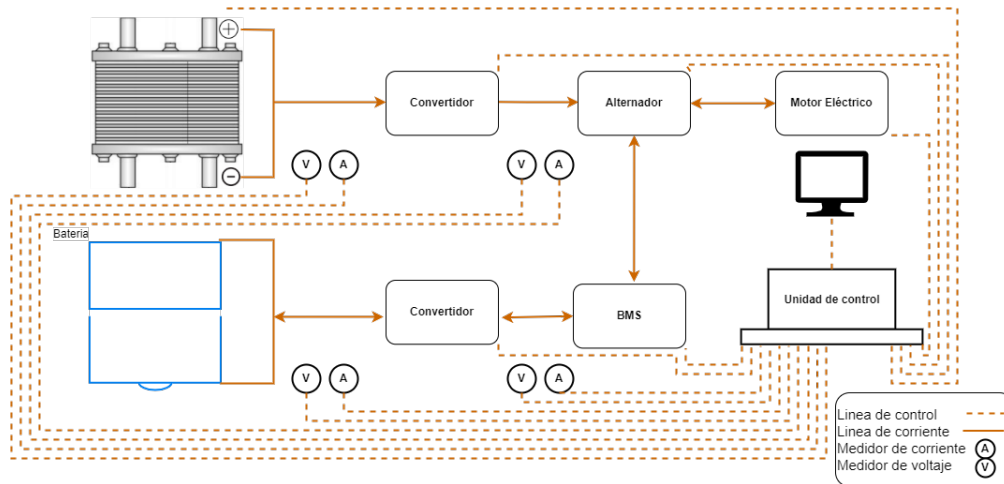 +
Convertidor
Alternador
Motor Eléctrico
V
A
V
A
−
Bateria
Convertidor
BMS
Unidad de control
V
A
V
A
Linea de control
Linea de corriente
Medidor de corriente A
Medidor de voltaje V